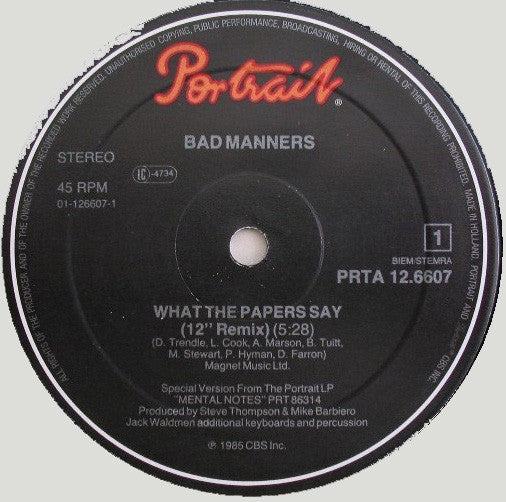 ALL RIGHTS OF THE PRODUCER AND OF THE OWNER OF THE RECORDED WORK RESERVED. UNAUTHORISED COPYING, PUBLIC PERFORMANCE, BROADCASTING, HIRING OR RENTAL OF THIS RECORDING PROHIBITED. MADE IN HOLLAND. PORTRAIT AND CBS INC.
Portrait®
BAD MANNERS
STEREO
IC -4734
45 RPM
01-126607-1
1
BIEM/STEMRA
PRTA 12.6607
WHAT THE PAPERS SAY
(12" Remix) (5:28)
(D. Trendle, L. Cook, A. Marson, B. Tuitt,
M. Stewart, P. Hyman, D. Farron)
Magnet Music Ltd.
Special Version From The Portrait LP
"MENTAL NOTES" PRT 86314
Produced by Steve Thompson & Mike Barbiero
Jack Waldmen additional keyboards and percussion
℗ 1985 CBS Inc.